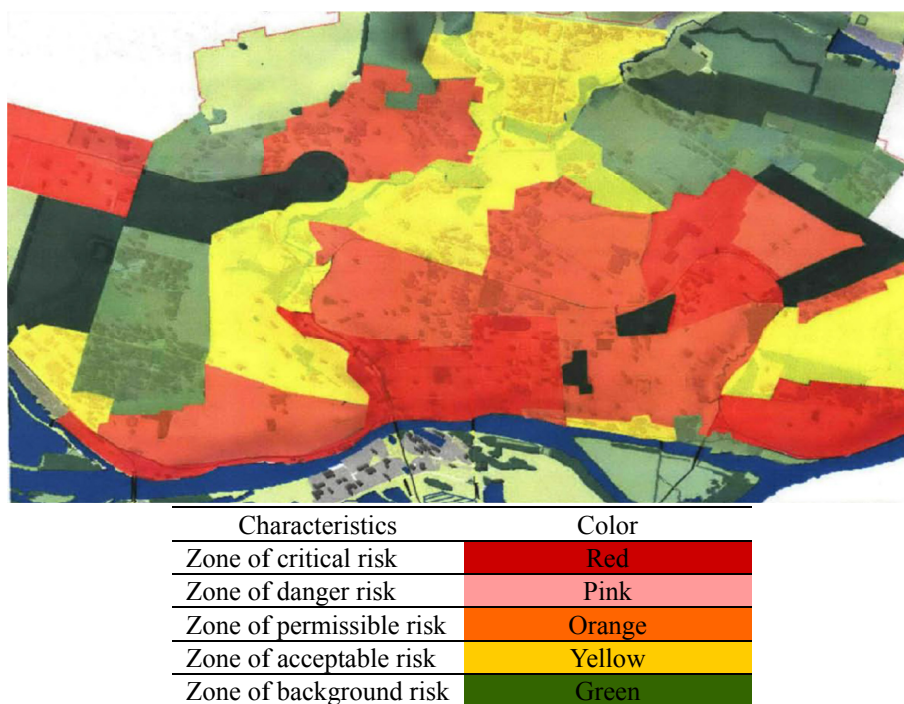 Characteristics Color
Zone of critical risk Red
Zone of danger risk Pink
Zone of permissible risk Orange
Zone of acceptable risk Yellow
Zone of background risk Green